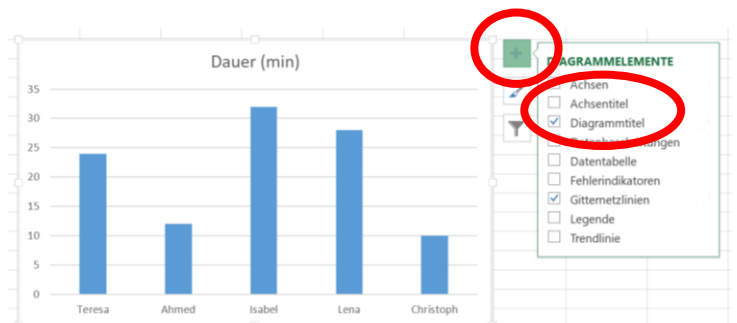 Dauer (min)
35
30
25
20
15
10
5
0
Teresa Ahmed Isabel Lena Christoph
DIAGRAMMELEMENTE
Achsen
Achsentitel
Diagrammtitel
Datenbeschriftungen
Datentabelle
Fehlerindikatoren
Gitternetzlinien
Legende
Trendlinie